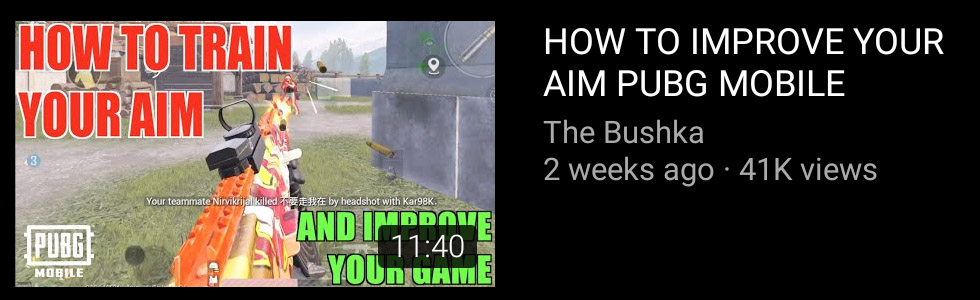 HOW TO TRAIN
YOUR AIM
3
Your teammate Nirvikrijal killed 不要走我在 by headshot with Kar98K.
AND IMPROVE
YOUR GAME
11:40
PUBG
MOBILE
HOW TO IMPROVE YOUR
AIM PUBG MOBILE
The Bushka
2 weeks ago · 41K views